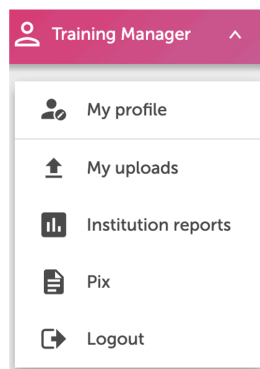 Training Manager
My profile
My uploads
Institution reports
Pix
Logout